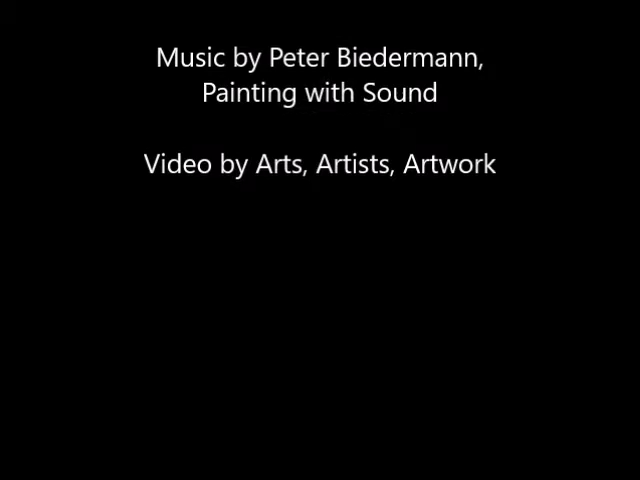 Music by Peter Biedermann,
Painting with Sound
Video by Arts, Artists, Artwork